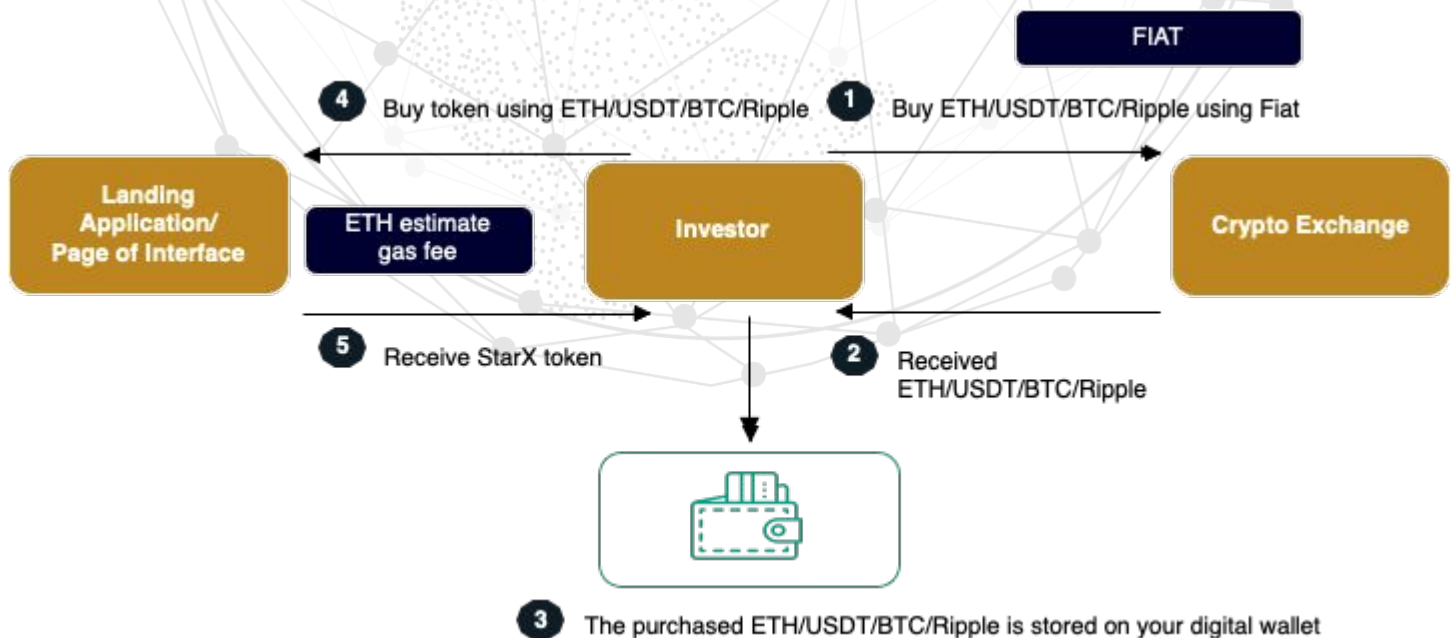 FIAT
4
Buy token using ETH/USDT/BTC/Ripple
1
Buy ETH/USDT/BTC/Ripple using Fiat
Landing
Application/
Page of Interface
ETH estimate
gas fee
Investor
Crypto Exchange
5
Receive StarX token
2
Received
ETH/USDT/BTC/Ripple
3
The purchased ETH/USDT/BTC/Ripple is stored on your digital wallet